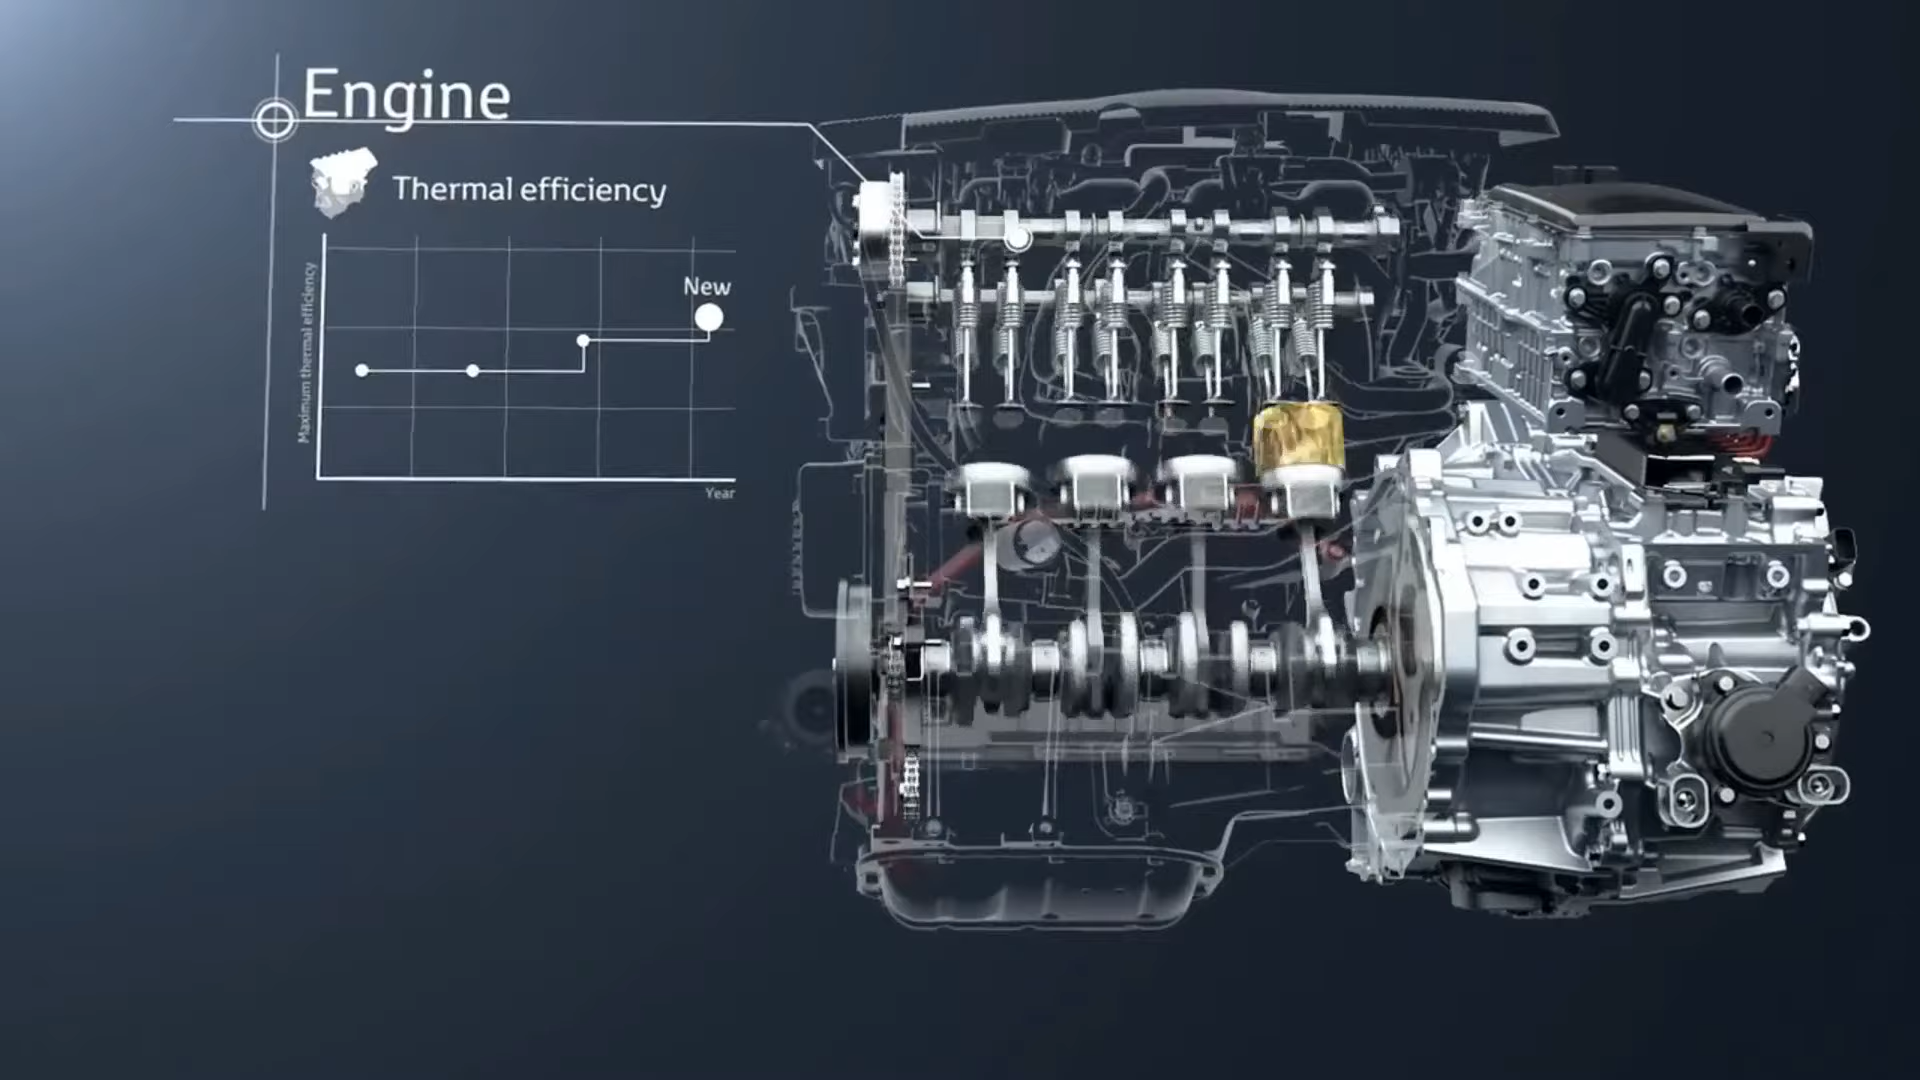 Engine
Thermal efficiency
Maximum thermal efficiency
New
Year